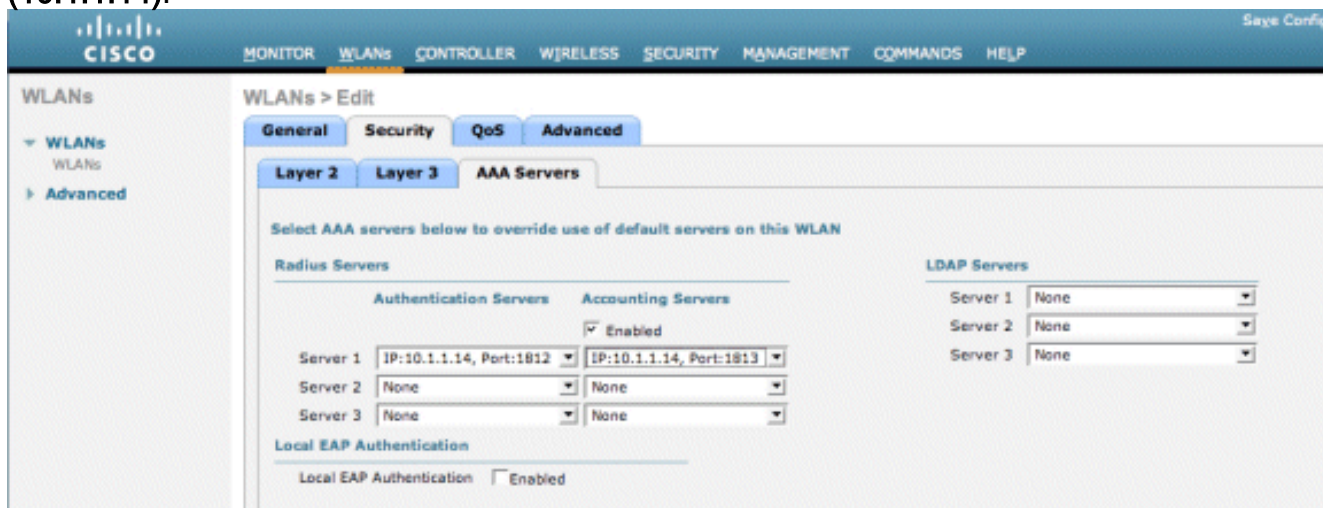 (10.1.1.14).
Save Confi
CISCO
MONITOR WLANs CONTROLLER WIRELESS SECURITY MANAGEMENT COMMANDS HELP
WLANs
WLANs > Edit
General Security QoS Advanced
WLANs
WLANs
Advanced
Layer 2 Layer 3 AAA Servers
Select AAA servers below to override use of default servers on this WLAN
Radius Servers
LDAP Servers
Authentication Servers Accounting Servers
Enabled
Server 1 IP:10.1.1.14, Port:1812 IP:10.1.1.14, Port:1813
Server 2 None None
Server 3 None None
Server 1 None
Server 2 None
Server 3 None
Local EAP Authentication
Local EAP Authentication Enabled